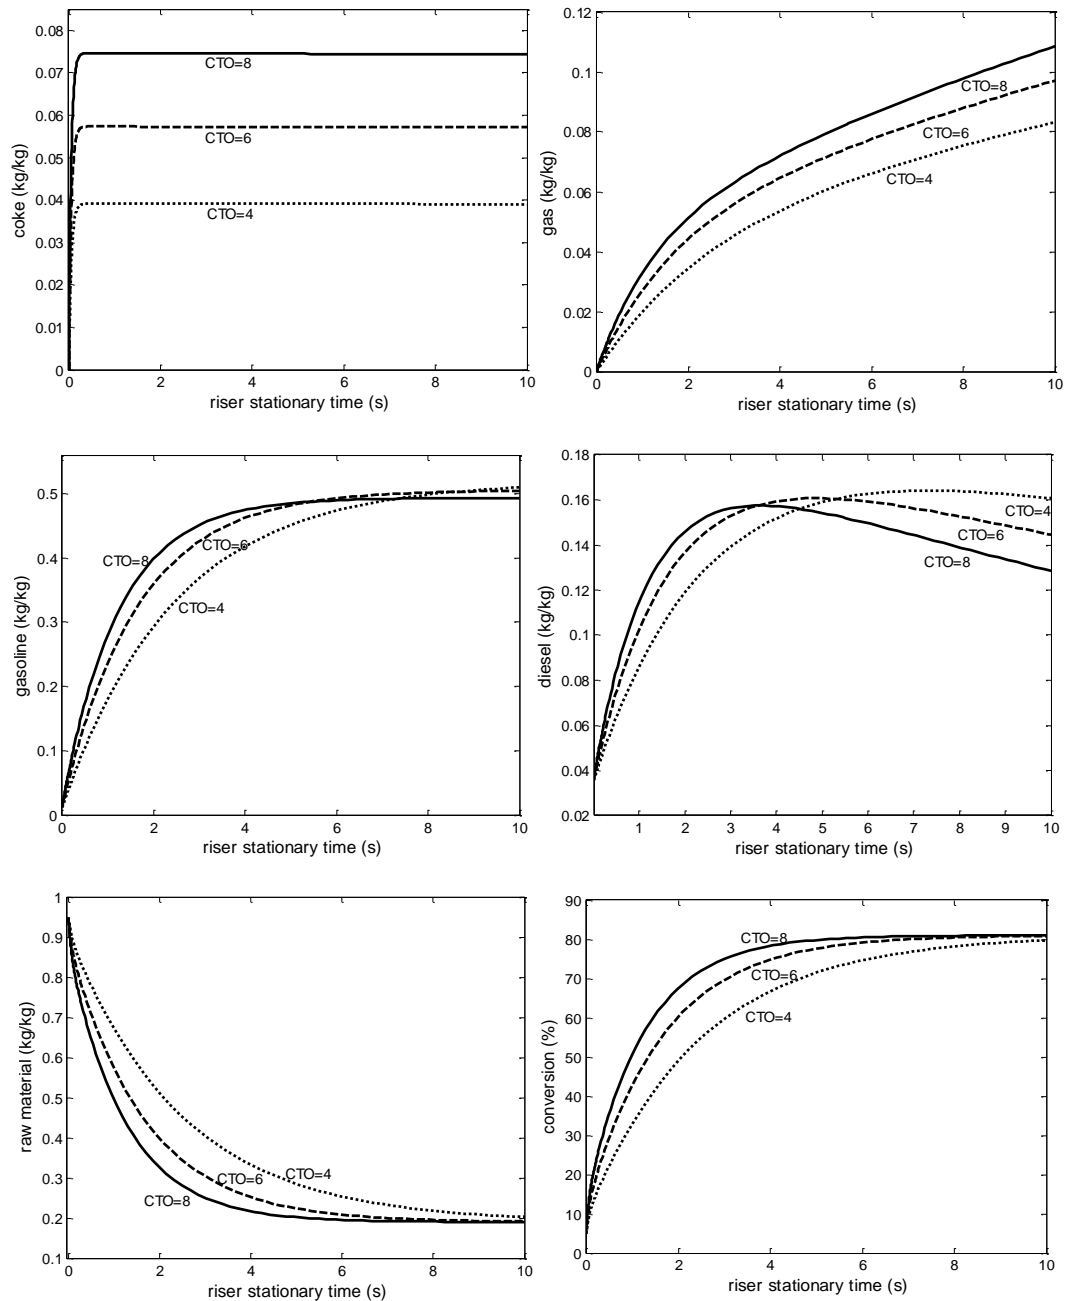 0.08
0.07
0.06
0.05
0.04
0.03
0.02
0.01
0
coke (kg/kg)
CTO=8
CTO=6
CTO=4
0 2 4 6 8 10
riser stationary time (s)
0.12
0.1
0.08
0.06
0.04
0.02
0
gas (kg/kg)
CTO=8
CTO=6
CTO=4
0 2 4 6 8 10
riser stationary time (s)
0.5
0.4
0.3
0.2
0.1
0
gasoline (kg/kg)
CTO=8
CTO=6
CTO=4
0 2 4 6 8 10
riser stationary time (s)
0.18
0.16
0.14
0.12
0.1
0.08
0.06
0.04
0.02
diesel (kg/kg)
CTO=4
CTO=6
CTO=8
1 2 3 4 5 6 7 8 9 10
riser stationary time (s)
1
0.9
0.8
0.7
0.6
0.5
0.4
0.3
0.2
0.1
raw material (kg/kg)
CTO=4
CTO=6
CTO=8
0 2 4 6 8 10
riser stationary time (s)
90
80
70
60
50
40
30
20
10
0
conversion (%)
CTO=8
CTO=6
CTO=4
0 2 4 6 8 10
riser stationary time (s)